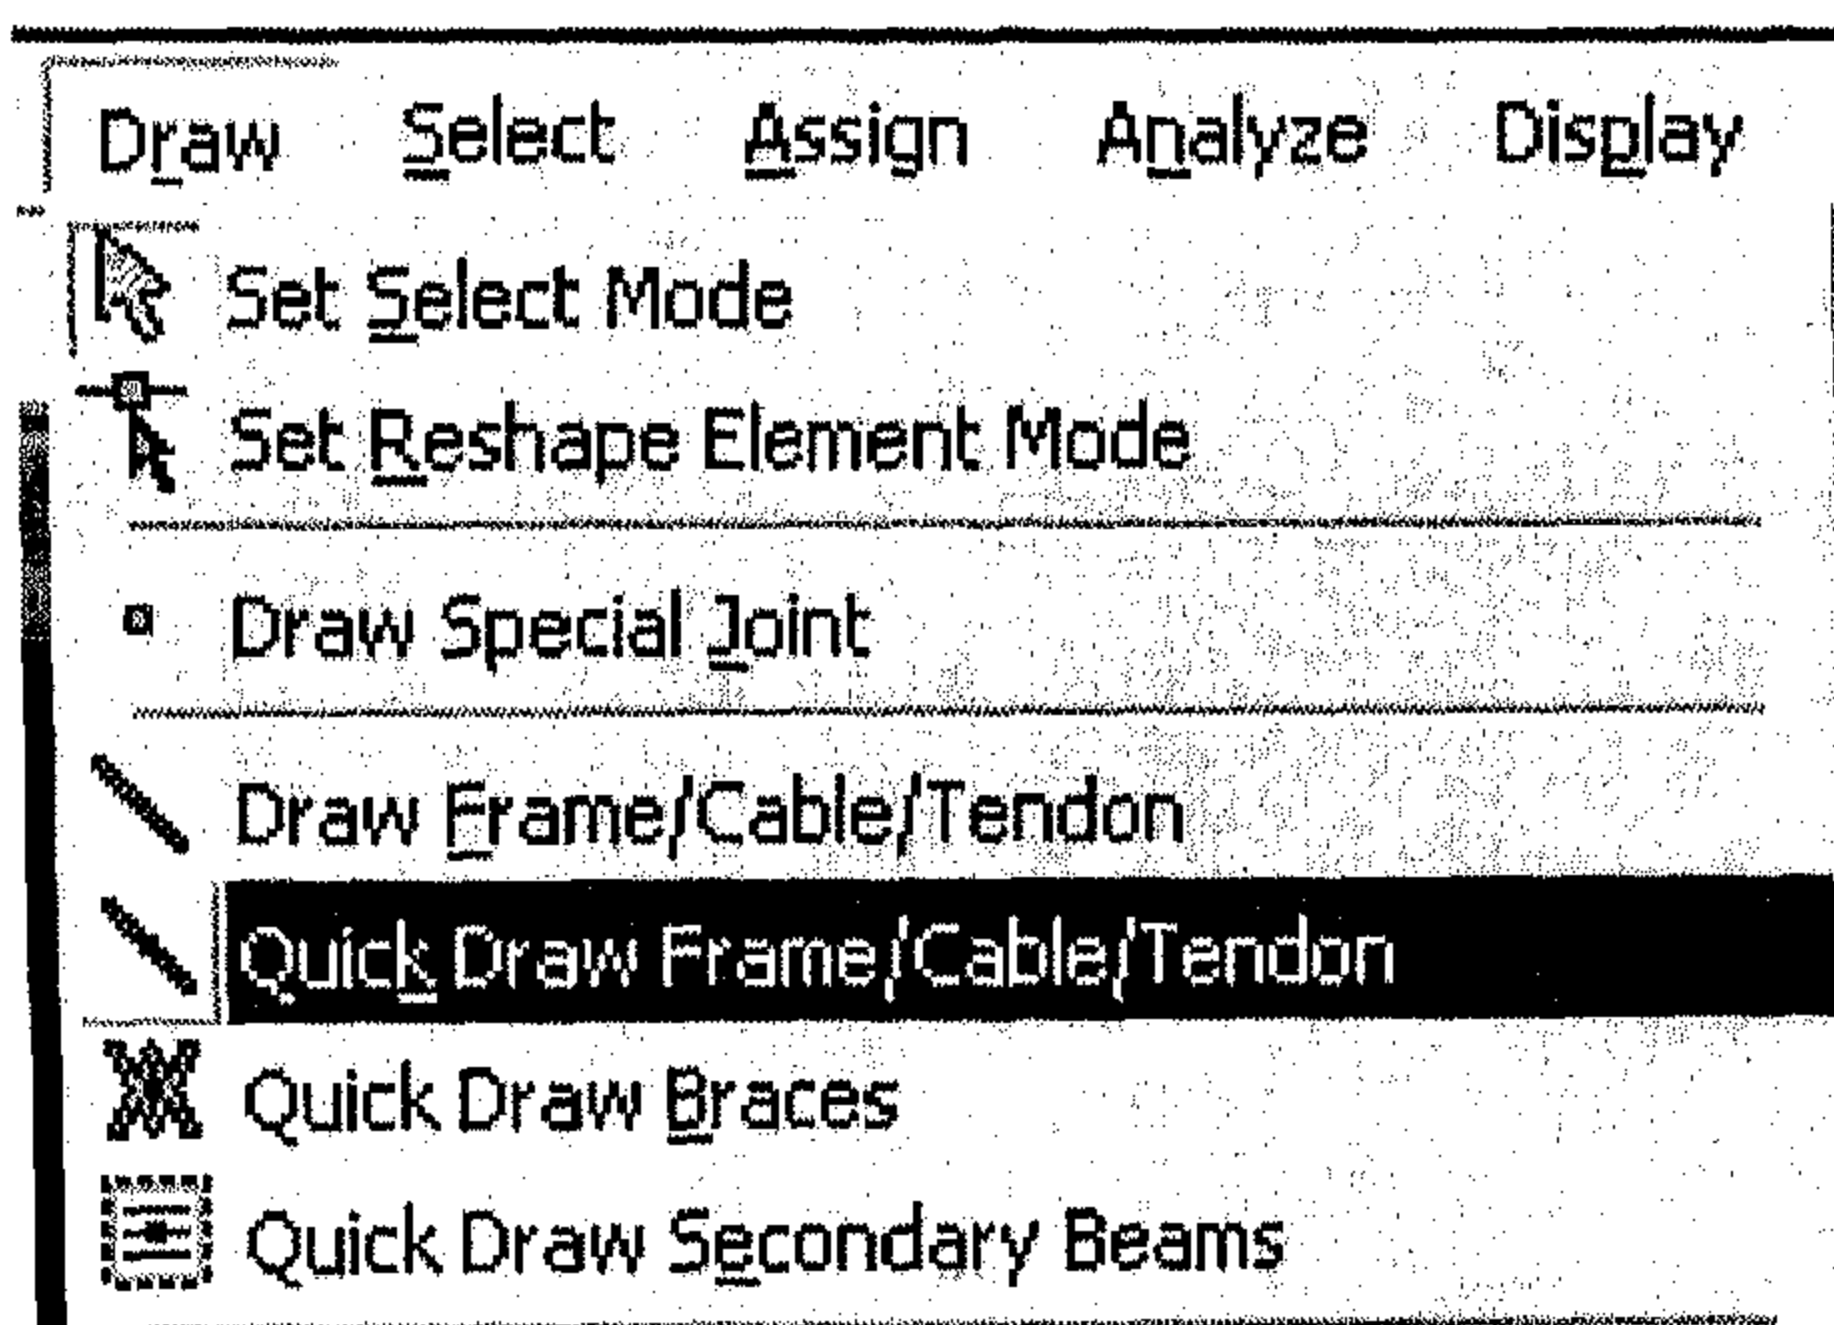 Draw Select Assign Analyze Display
Set Select Mode
Set Reshape Element Mode
Draw Special Joint
Draw Frame/Cable/Tendon
Quick Draw Frame/Cable/Tendon
Quick Draw Braces
Quick Draw Secondary Beams